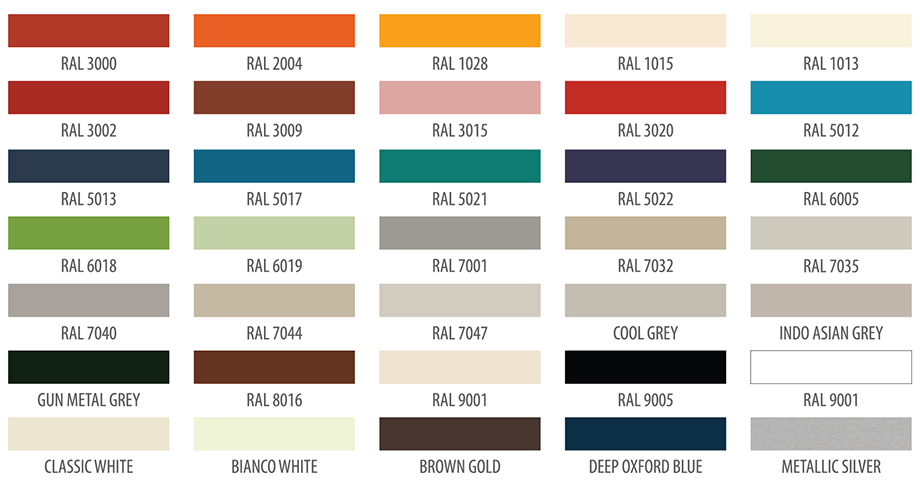 RAL 3000
RAL 2004
RAL 1028
RAL 1015
RAL 1013
RAL 3002
RAL 3009
RAL 3015
RAL 3020
RAL 5012
RAL 5013
RAL 5017
RAL 5021
RAL 5022
RAL 6005
RAL 6018
RAL 6019
RAL 7001
RAL 7032
RAL 7035
RAL 7040
RAL 7044
RAL 7047
COOL GREY
INDO ASIAN GREY
GUN METAL GREY
RAL 8016
RAL 9001
RAL 9005
RAL 9001
CLASSIC WHITE
BIANCO WHITE
BROWN GOLD
DEEP OXFORD BLUE
METALLIC SILVER